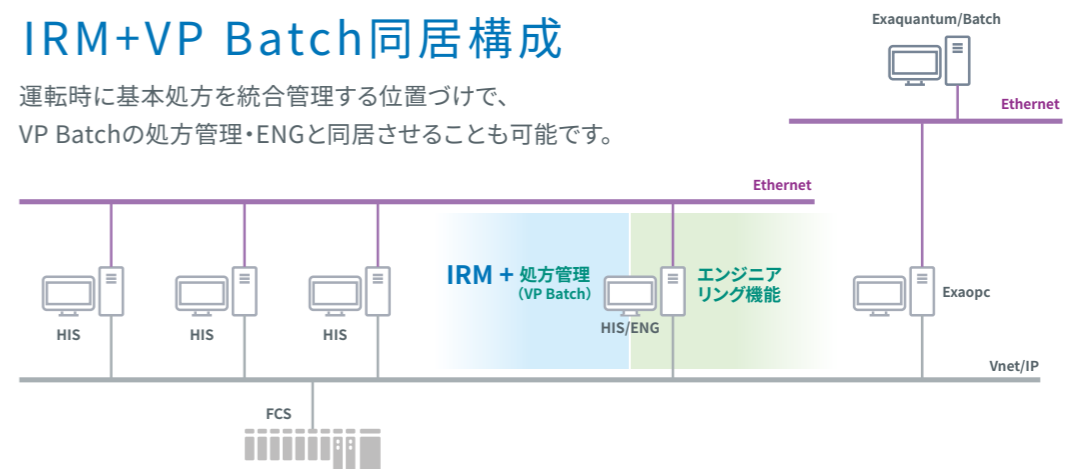 IRM+VP Batch同居構成
運転時に基本処方を統合管理する位置づけで、
VP Batchの処方管理・ENGと同居させることも可能です。
Exaquantum/Batch
Ethernet
Ethernet
IRM + 処方管理
（VP Batch）
エンジニア
リング機能
HIS
HIS
HIS
HIS/ENG
Exaopc
Vnet/IP
FCS